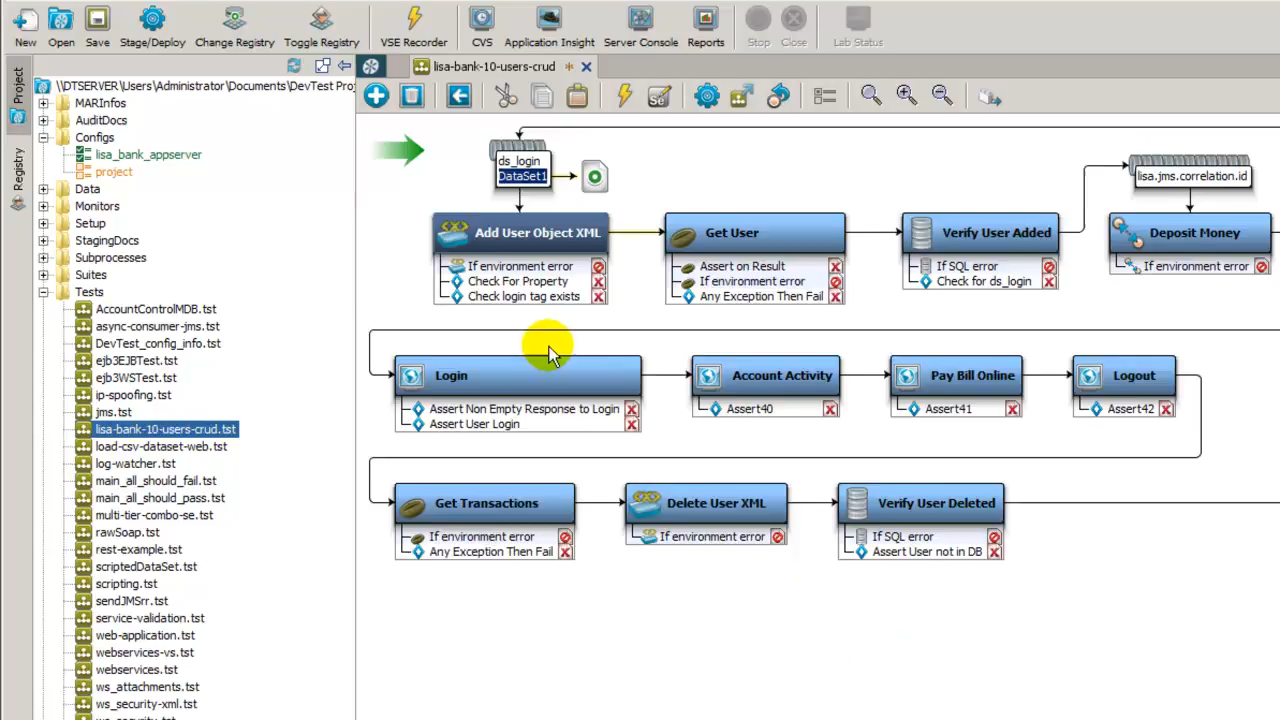 New Open Save Stage/Deploy Change Registry Toggle Registry VSE Recorder CVS Application Insight Server Console Reports Stop Close Lab Status
Project
Registry
\\DTSERVER\Users\Administrator\Documents\DevTest Proj
MARInfos
AuditDocs
Configs
lisa_bank_appserver
project
Data
Monitors
Setup
StagingDocs
Subprocesses
Suites
Tests
AccountControlMDB.tst
async-consumer-jms.tst
DevTest_config_info.tst
ejb3EJBTest.tst
ejb3WSTest.tst
ip-spoofing.tst
jms.tst
lisa-bank-10-users-crud.tst
load-csv-dataset-web.tst
log-watcher.tst
main_all_should_fail.tst
main_all_should_pass.tst
multi-tier-combo-se.tst
rawSoap.tst
rest-example.tst
scriptedDataSet.tst
scripting.tst
sendJMSrr.tst
service-validation.tst
web-application.tst
webservices-vs.tst
webservices.tst
ws_attachments.tst
ws_security-xml.tst
lisa-bank-10-users-crud
Se
ds_login
DataSet1
lisa.jms.correlation.id
Add User Object XML
If environment error
Check For Property
Check login tag exists
Get User
Assert on Result
If environment error
Any Exception Then Fail
Verify User Added
If SQL error
Check for ds_login
Deposit Money
If environment error
Login
Assert Non Empty Response to Login
Assert User Login
Account Activity
Assert40
Pay Bill Online
Assert41
Logout
Assert42
Get Transactions
If environment error
Any Exception Then Fail
Delete User XML
If environment error
Verify User Deleted
If SQL error
Assert User not in DB